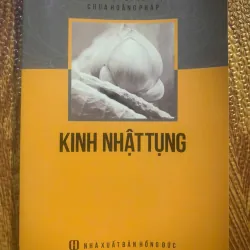 CHÙA HOẰNG PHÁP
KINH NHẬT TỤNG
NHÀ XUẤT BẢN HỒNG ĐỨC